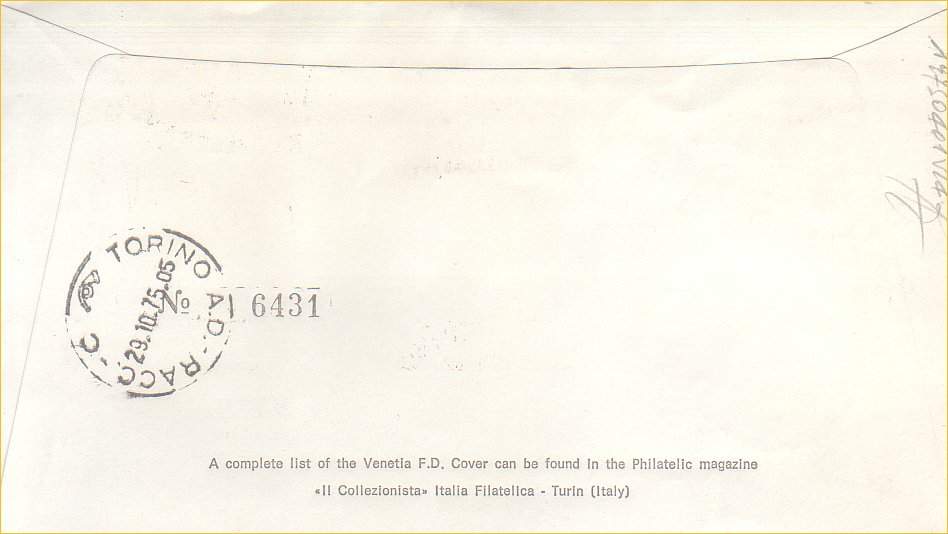 TORINO A.D. - RACC.
29.10.75.05
№ 6431
A complete list of the Venetia F.D. Cover can be found in the Philatelic magazine
«Il Collezionista» Italia Filatelica - Turin (Italy)